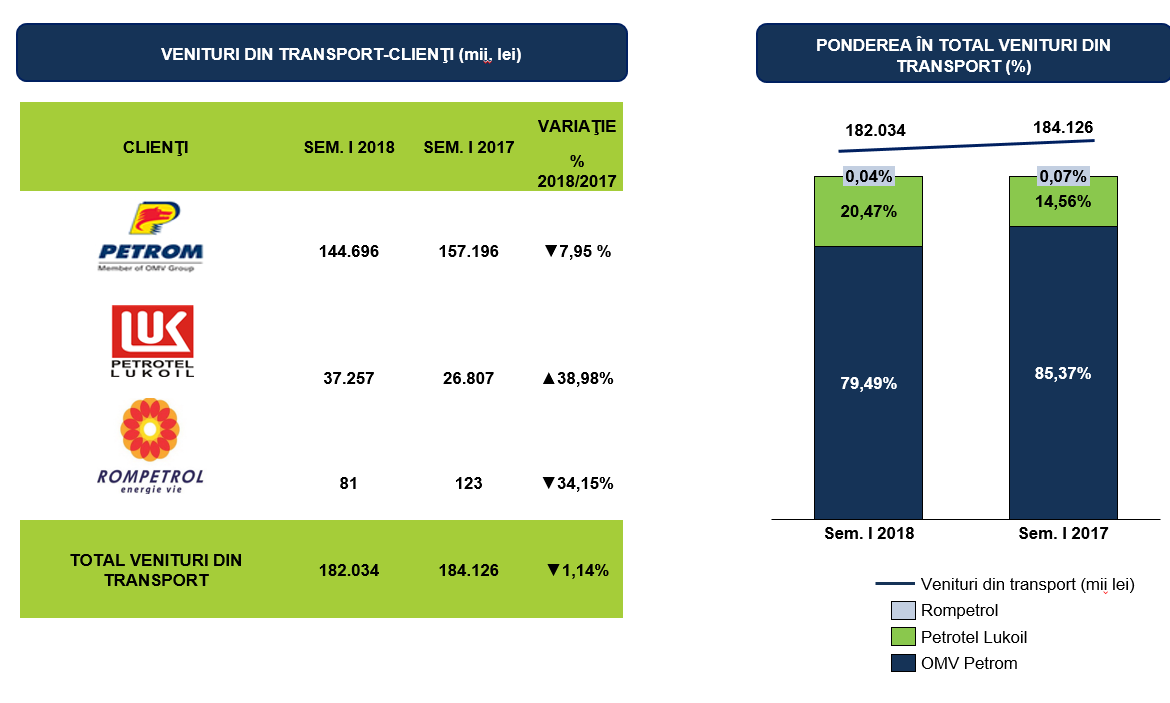 VENITURI DIN TRANSPORT-CLIENŢI (mii. lei)
PONDEREA ÎN TOTAL VENITURI DIN
TRANSPORT (%)
CLIENŢI
SEM. I 2018
SEM. I 2017
VARIAŢIE
%
2018/2017
PETROM
Member of OMV Group
144.696
157.196
▼7,95 %
LUK
PETROTEL
LUKOIL
37.257
26.807
▲38,98%
ROMPETROL
energie vie
81
123
▼34,15%
TOTAL VENITURI DIN
TRANSPORT
182.034
184.126
▼1,14%
182.034
184.126
0,04%
0,07%
20,47%
14,56%
79,49%
85,37%
Sem. I 2018
Sem. I 2017
Venituri din transport (mii lei)
Rompetrol
Petrotel Lukoil
OMV Petrom